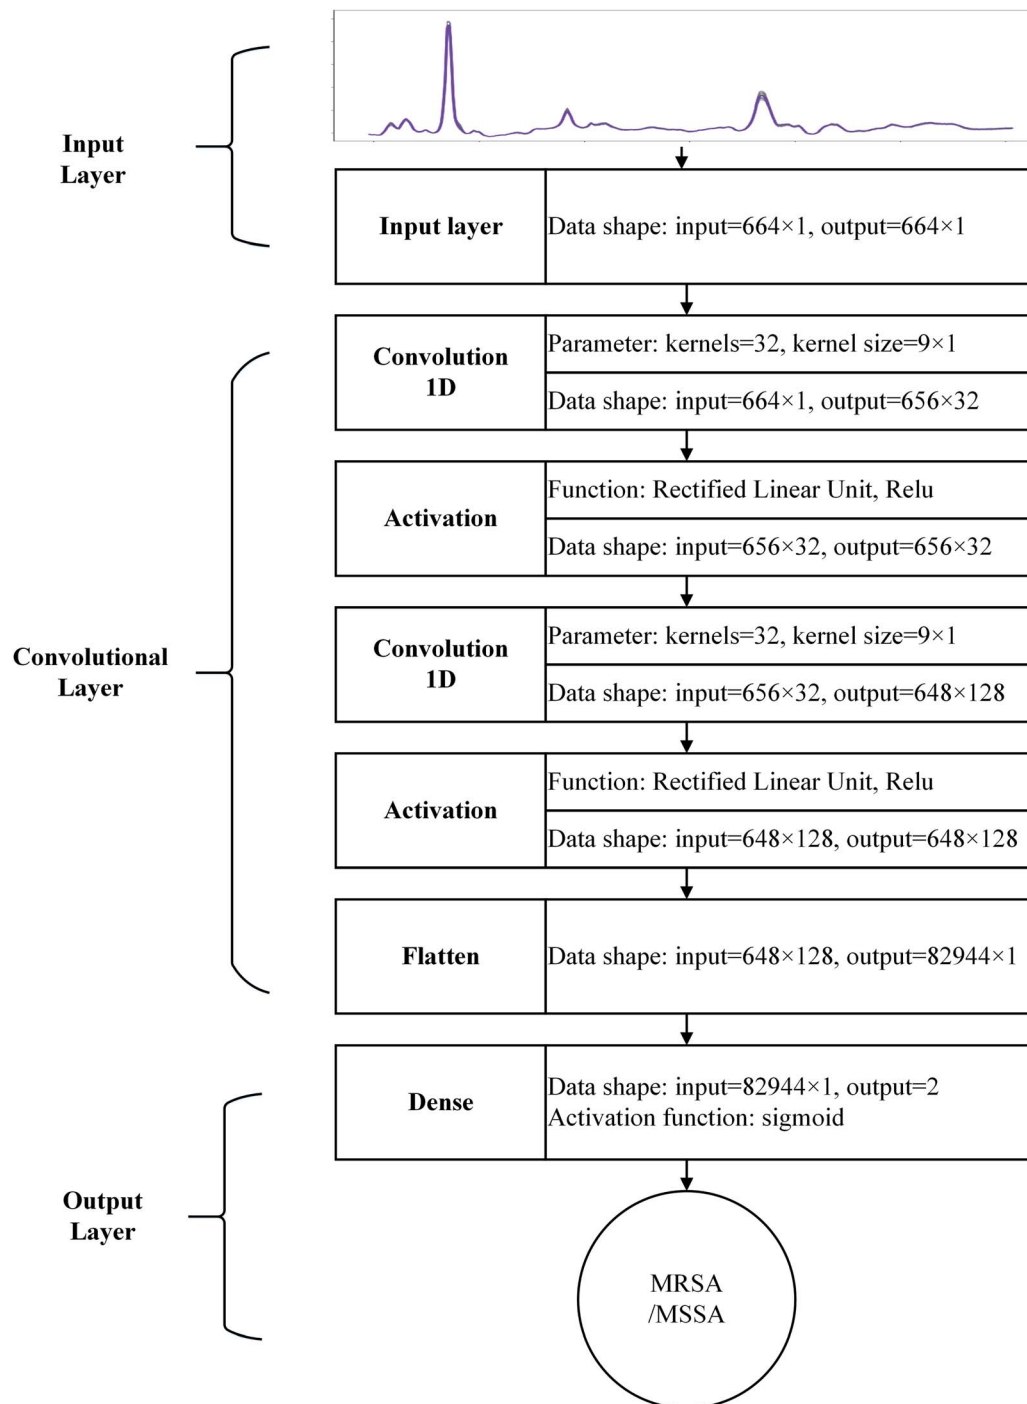 Input
Layer
Input layer
Data shape: input=664×1, output=664×1
Convolution
1D
Parameter: kernels=32, kernel size=9×1
Data shape: input=664×1, output=656×32
Activation
Function: Rectified Linear Unit, Relu
Data shape: input=656×32, output=656×32
Convolutional
Layer
Convolution
1D
Parameter: kernels=32, kernel size=9×1
Data shape: input=656×32, output=648×128
Activation
Function: Rectified Linear Unit, Relu
Data shape: input=648×128, output=648×128
Flatten
Data shape: input=648×128, output=82944×1
Dense
Data shape: input=82944×1, output=2
Activation function: sigmoid
Output
Layer
MRSA
/MSSA